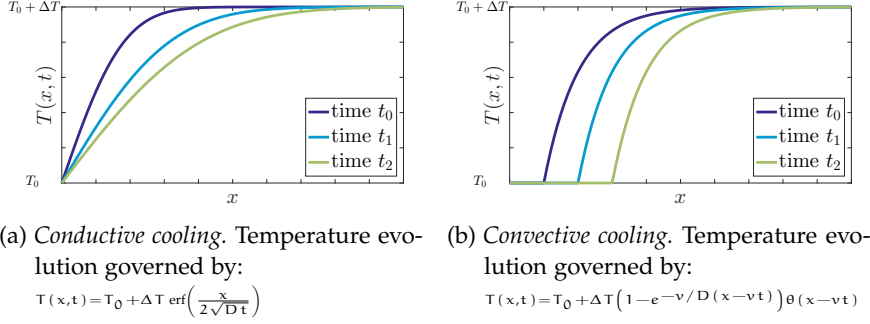 T₀ + ΔT
T(x, t)
T₀
x
time t₀
time t₁
time t₂
T₀ + ΔT
T(x, t)
T₀
x
time t₀
time t₁
time t₂
(a) Conductive cooling. Temperature evo-
lution governed by:
T(x,t)=T₀+ΔT erf(x/(2√(Dt)))
(b) Convective cooling. Temperature evo-
lution governed by:
T(x,t)=T₀+ΔT(1−e^(−v/D(x−vt)))θ(x−vt)